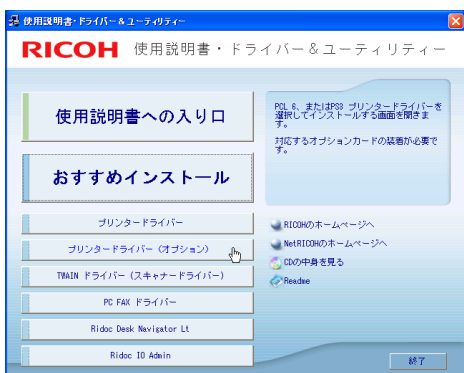 使用説明書・ドライバー＆ユーティリティー
RICOH 使用説明書・ドライバー＆ユーティリティー
使用説明書への入り口
おすすめインストール
プリンタードライバー
プリンタードライバー（オプション）
TWAIN ドライバー（スキャナードライバー）
PC FAX ドライバー
Ridoc Desk Navigator Lt
Ridoc IO Admin
PCL 6、またはPS3 プリンタードライバーを
選択してインストールする画面を開きま
す。
対応するオプションカードの装着が必要で
す。
RICOHのホームページへ
NetRICOHのホームページへ
CDの中身を見る
Readme
終了